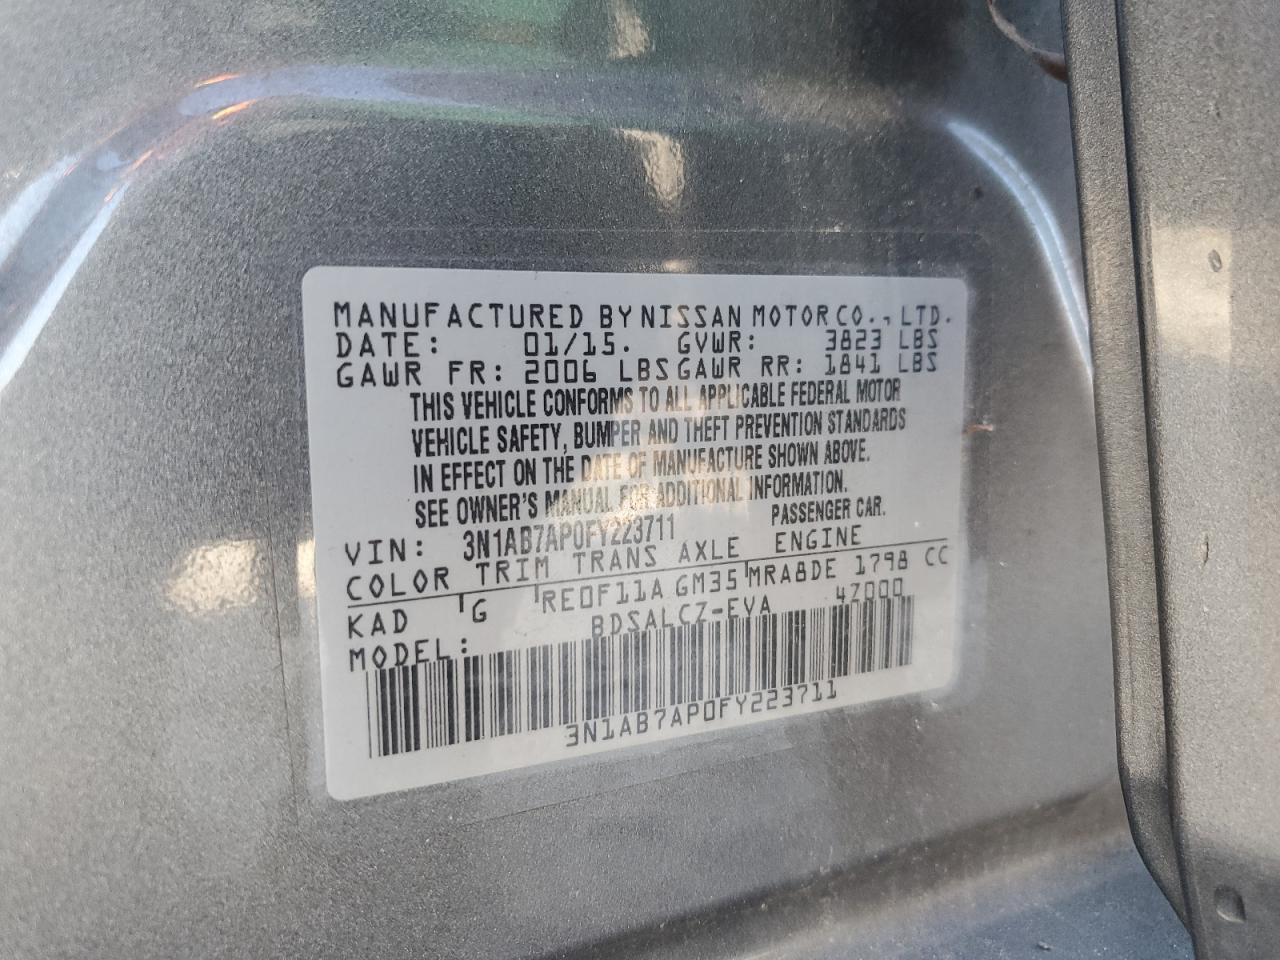 MANUFACTURED BY NISSAN MOTOR CO., LTD.
DATE: 01/15. GVWR: 3823 LBS
GAWR FR: 2006 LBS GAWR RR: 1841 LBS
THIS VEHICLE CONFORMS TO ALL APPLICABLE FEDERAL MOTOR
VEHICLE SAFETY, BUMPER AND THEFT PREVENTION STANDARDS
IN EFFECT ON THE DATE OF MANUFACTURE SHOWN ABOVE.
SEE OWNER'S MANUAL FOR ADDITIONAL INFORMATION.
VIN: 3N1AB7AP0FY223711 PASSENGER CAR.
COLOR TRIM TRANS AXLE ENGINE
KAD G RE0F11A GM35 MRA8DE 1798 CC
MODEL: BDSALCZ-EVA 47000
3N1AB7AP0FY223711